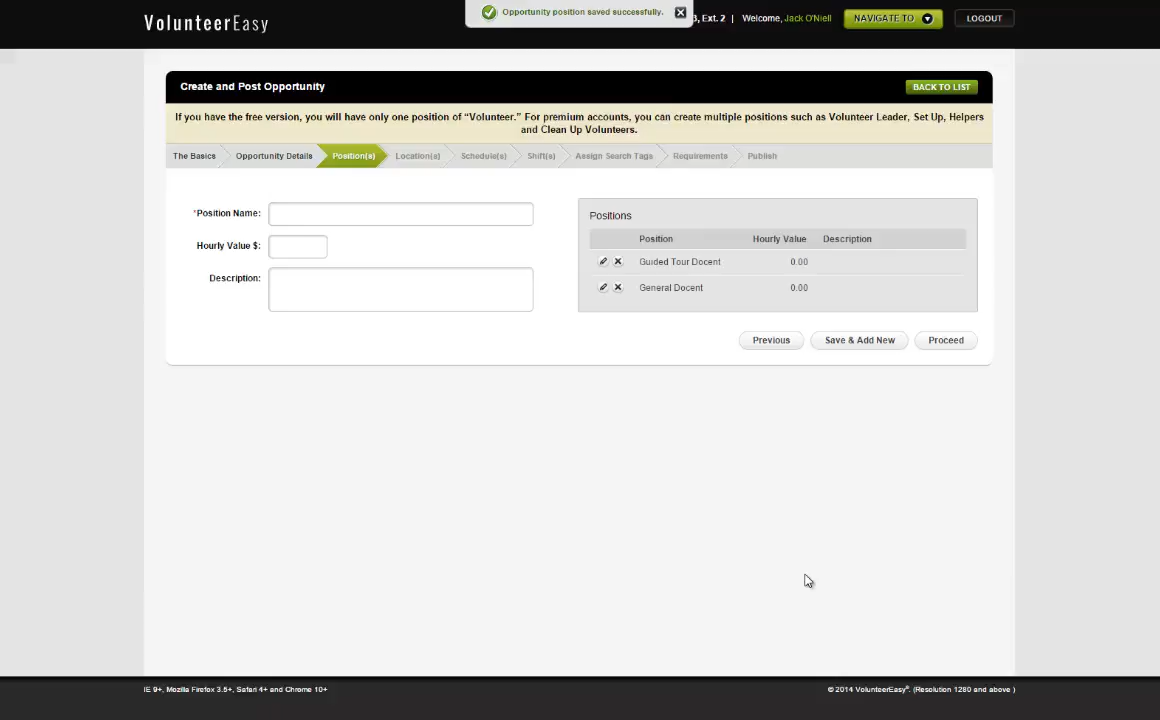 VolunteerEasy
Opportunity position saved successfully.
3, Ext. 2 | Welcome, Jack O'Niell
NAVIGATE TO
LOGOUT
Create and Post Opportunity
BACK TO LIST
If you have the free version, you will have only one position of “Volunteer.” For premium accounts, you can create multiple positions such as Volunteer Leader, Set Up, Helpers
and Clean Up Volunteers.
The Basics
Opportunity Details
Position(s)
Location(s)
Schedule(s)
Shift(s)
Assign Search Tags
Requirements
Publish
*Position Name:
Hourly Value $:
Description:
Positions
Position Hourly Value Description
Guided Tour Docent 0.00
General Docent 0.00
Previous
Save & Add New
Proceed
IE 9+, Mozilla Firefox 3.5+, Safari 4+ and Chrome 10+
© 2014 VolunteerEasy®. (Resolution 1280 and above )